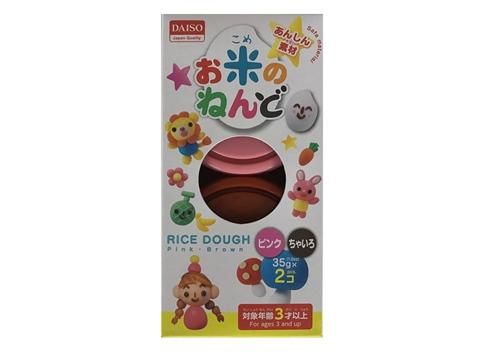 DAISO
Japan Quality
こめ
お米の
ねんど
あんしん
素材
Safe material
RICE DOUGH
Pink・Brown
ピンク
ちゃいろ
35g×
2コ
対象年齢3才以上
For ages 3 and up